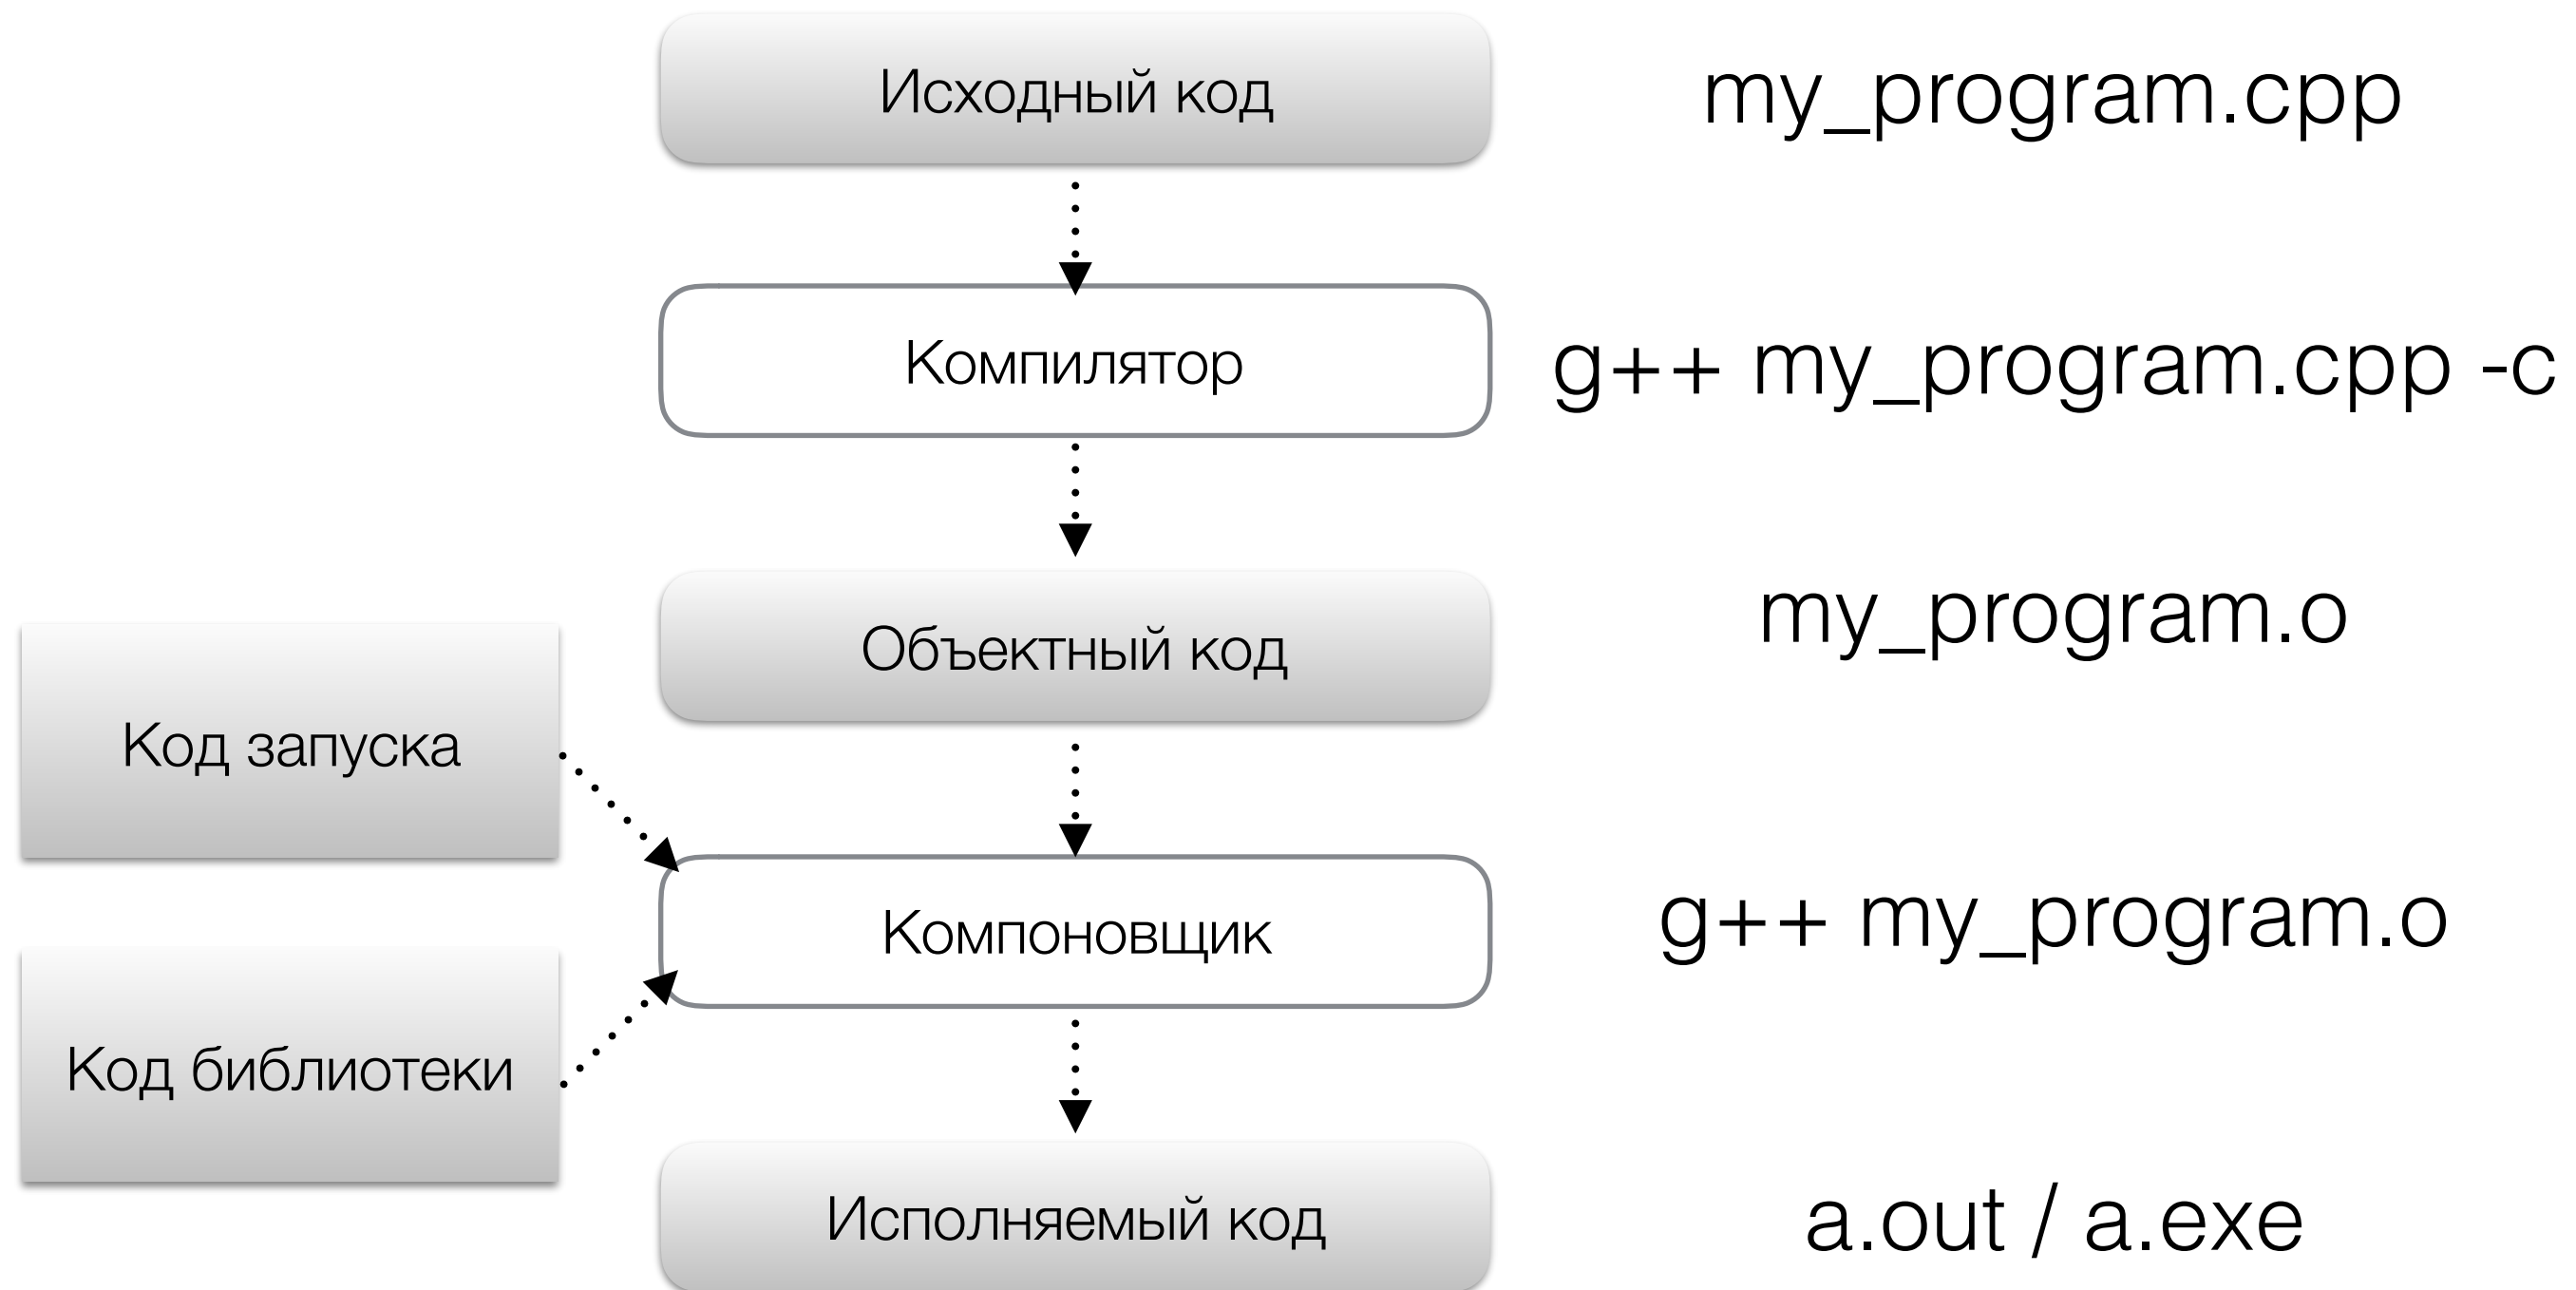 Исходный код
my_program.cpp
Компилятор
g++ my_program.cpp -c
Объектный код
my_program.o
Код запуска
Компоновщик
g++ my_program.o
Код библиотеки
Исполняемый код
a.out / a.exe